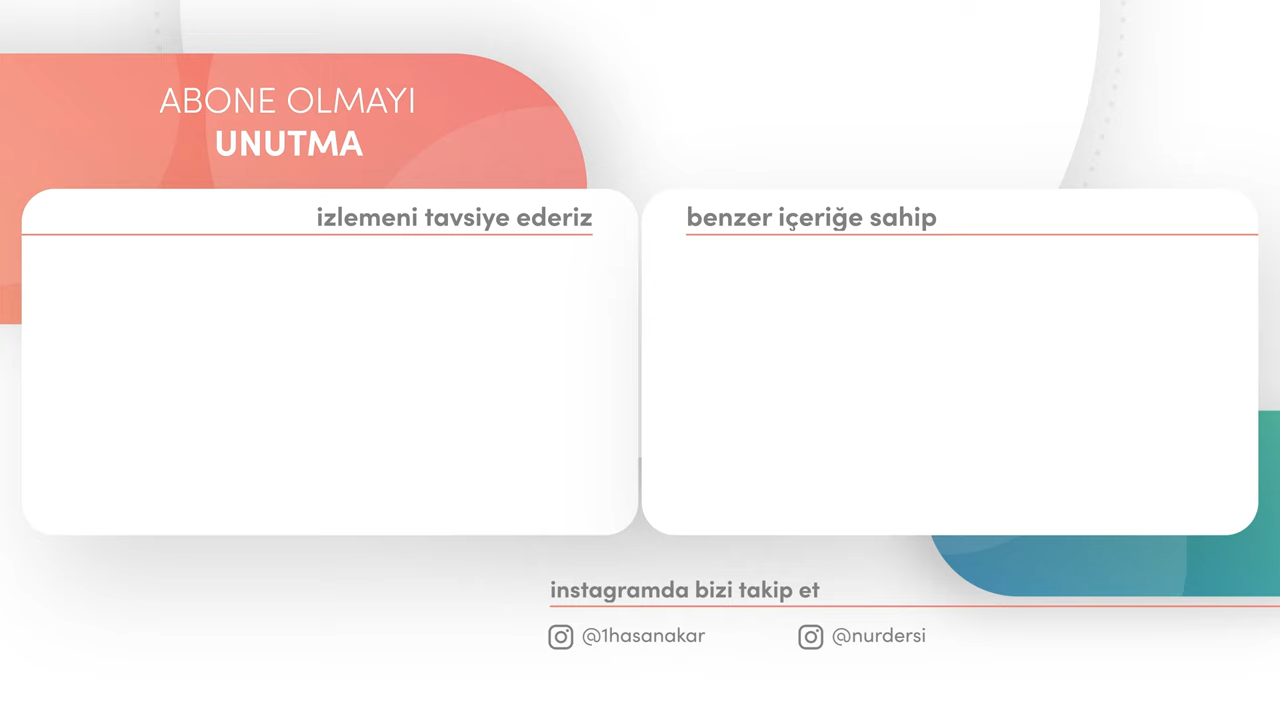 ABONE OLMAYI
UNUTMA
izlemeni tavsiye ederiz
benzer içeriğe sahip
instagramda bizi takip et
@1hasanakar
@nurdersi